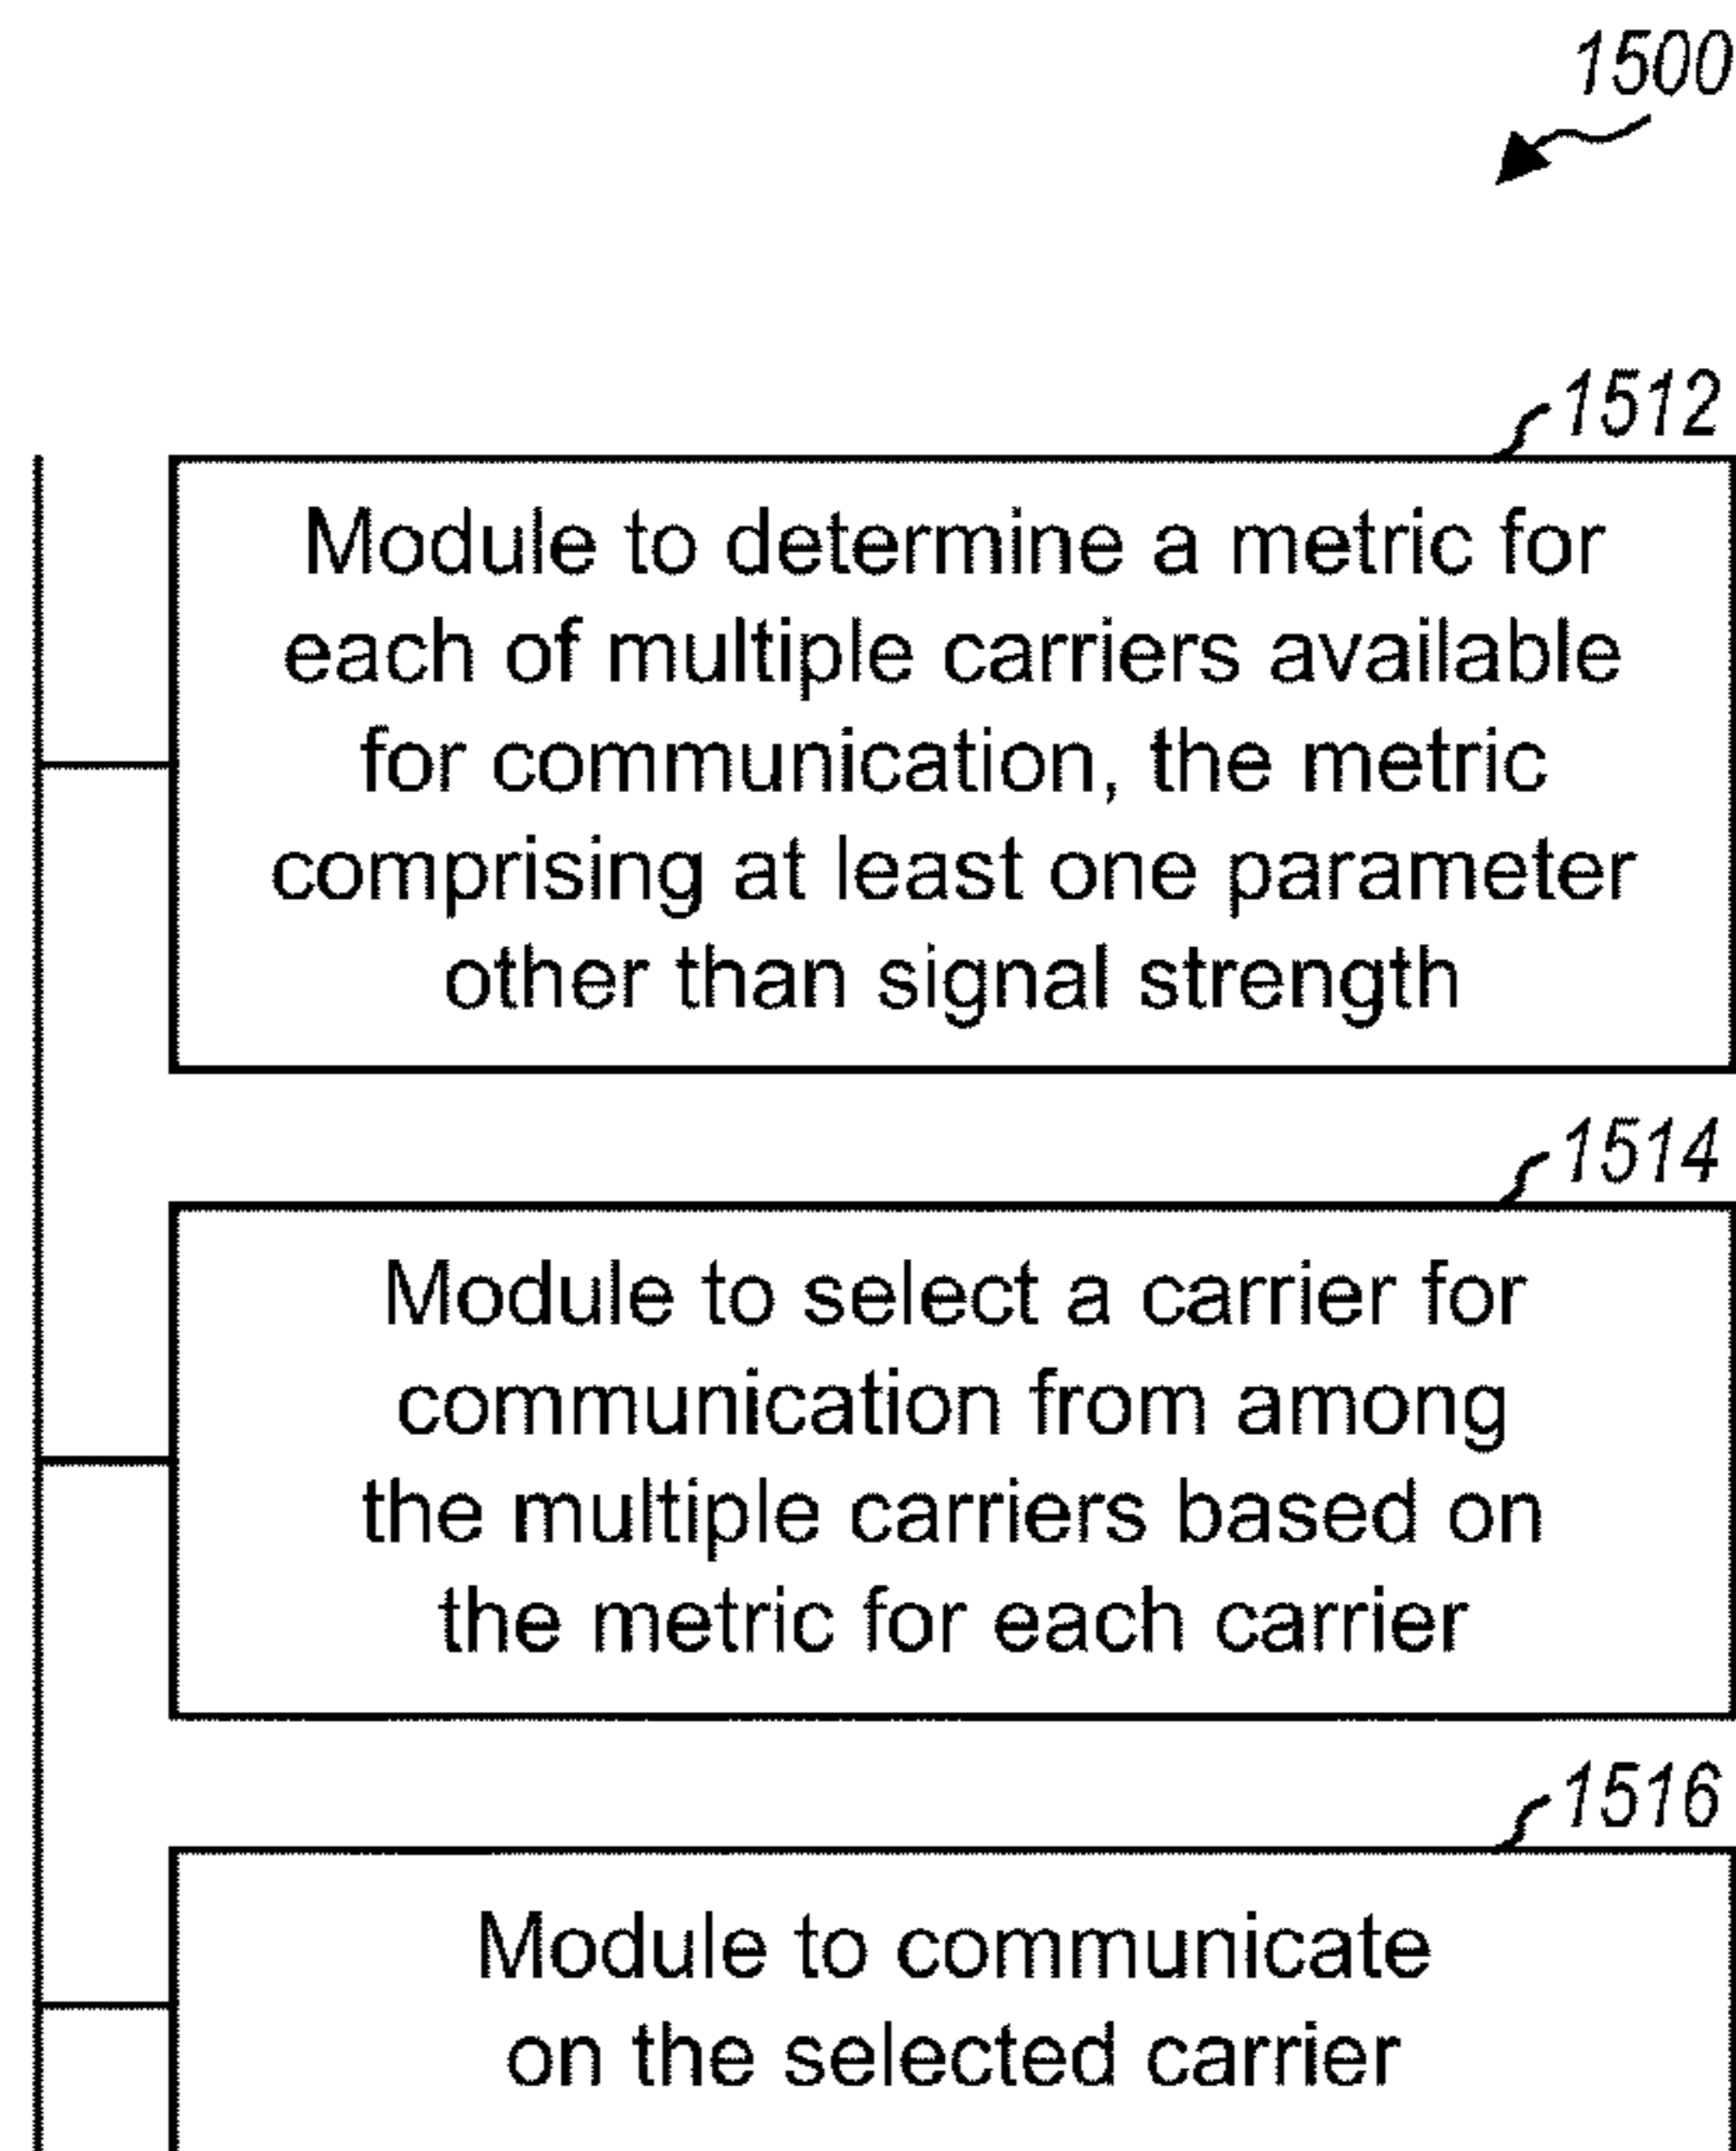 1500
1512
Module to determine a metric for
each of multiple carriers available
for communication, the metric
comprising at least one parameter
other than signal strength
1514
Module to select a carrier for
communication from among
the multiple carriers based on
the metric for each carrier
1516
Module to communicate
on the selected carrier